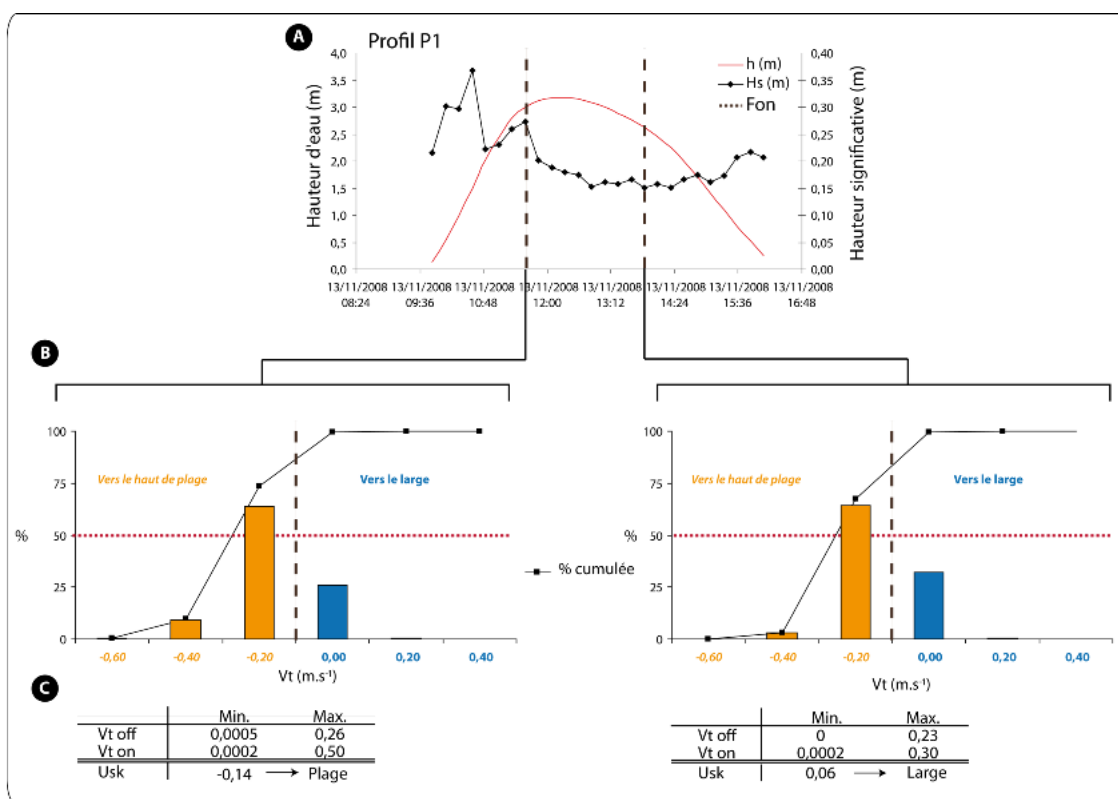 A Profil P1
4,0 0,40
3,5 0,35
3,0 0,30
2,5 0,25
2,0 0,20
1,5 0,15
1,0 0,10
0,5 0,05
0,0 0,00
Hauteur d'eau (m)
Hauteur significative (m)
h (m)
Hs (m)
Fon
13/11/2008 13/11/2008 13/11/2008 13/11/2008 13/11/2008 13/11/2008 13/11/2008 13/11/2008
08:24 09:36 10:48 12:00 13:12 14:24 15:36 16:48
B
100
75
50
25
0
%
Vers le haut de plage Vers le large
-0,60 -0,40 -0,20 0,00 0,20 0,40
Vt (m.s-1)
% cumulée
100
75
50
25
0
%
Vers le haut de plage Vers le large
-0,60 -0,40 -0,20 0,00 0,20 0,40
Vt (m.s-1)
C
Min. Max.
Vt off 0,0005 0,26
Vt on 0,0002 0,50
Usk -0,14 → Plage
Min. Max.
Vt off 0 0,23
Vt on 0,0002 0,30
Usk 0,06 → Large